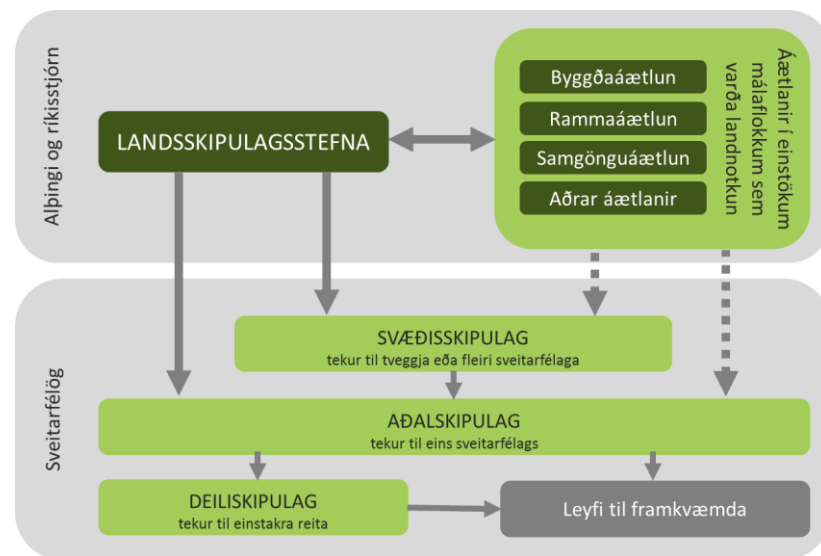 Alþingi og ríkisstjórn
LANDSSKIPULAGSSTEFNA
Byggðaáætlun
Rammaáætlun
Samgönguáætlun
Aðrar áætlanir
Áætlanir í einstökum
málaflokkum sem
varða landnotkun
Sveitarfélög
SVÆÐISSKIPULAG
tekur til tveggja eða fleiri sveitarfélaga
AÐALSKIPULAG
tekur til eins sveitarfélags
DEILISKIPULAG
tekur til einstakra reita
Leyfi til framkvæmda